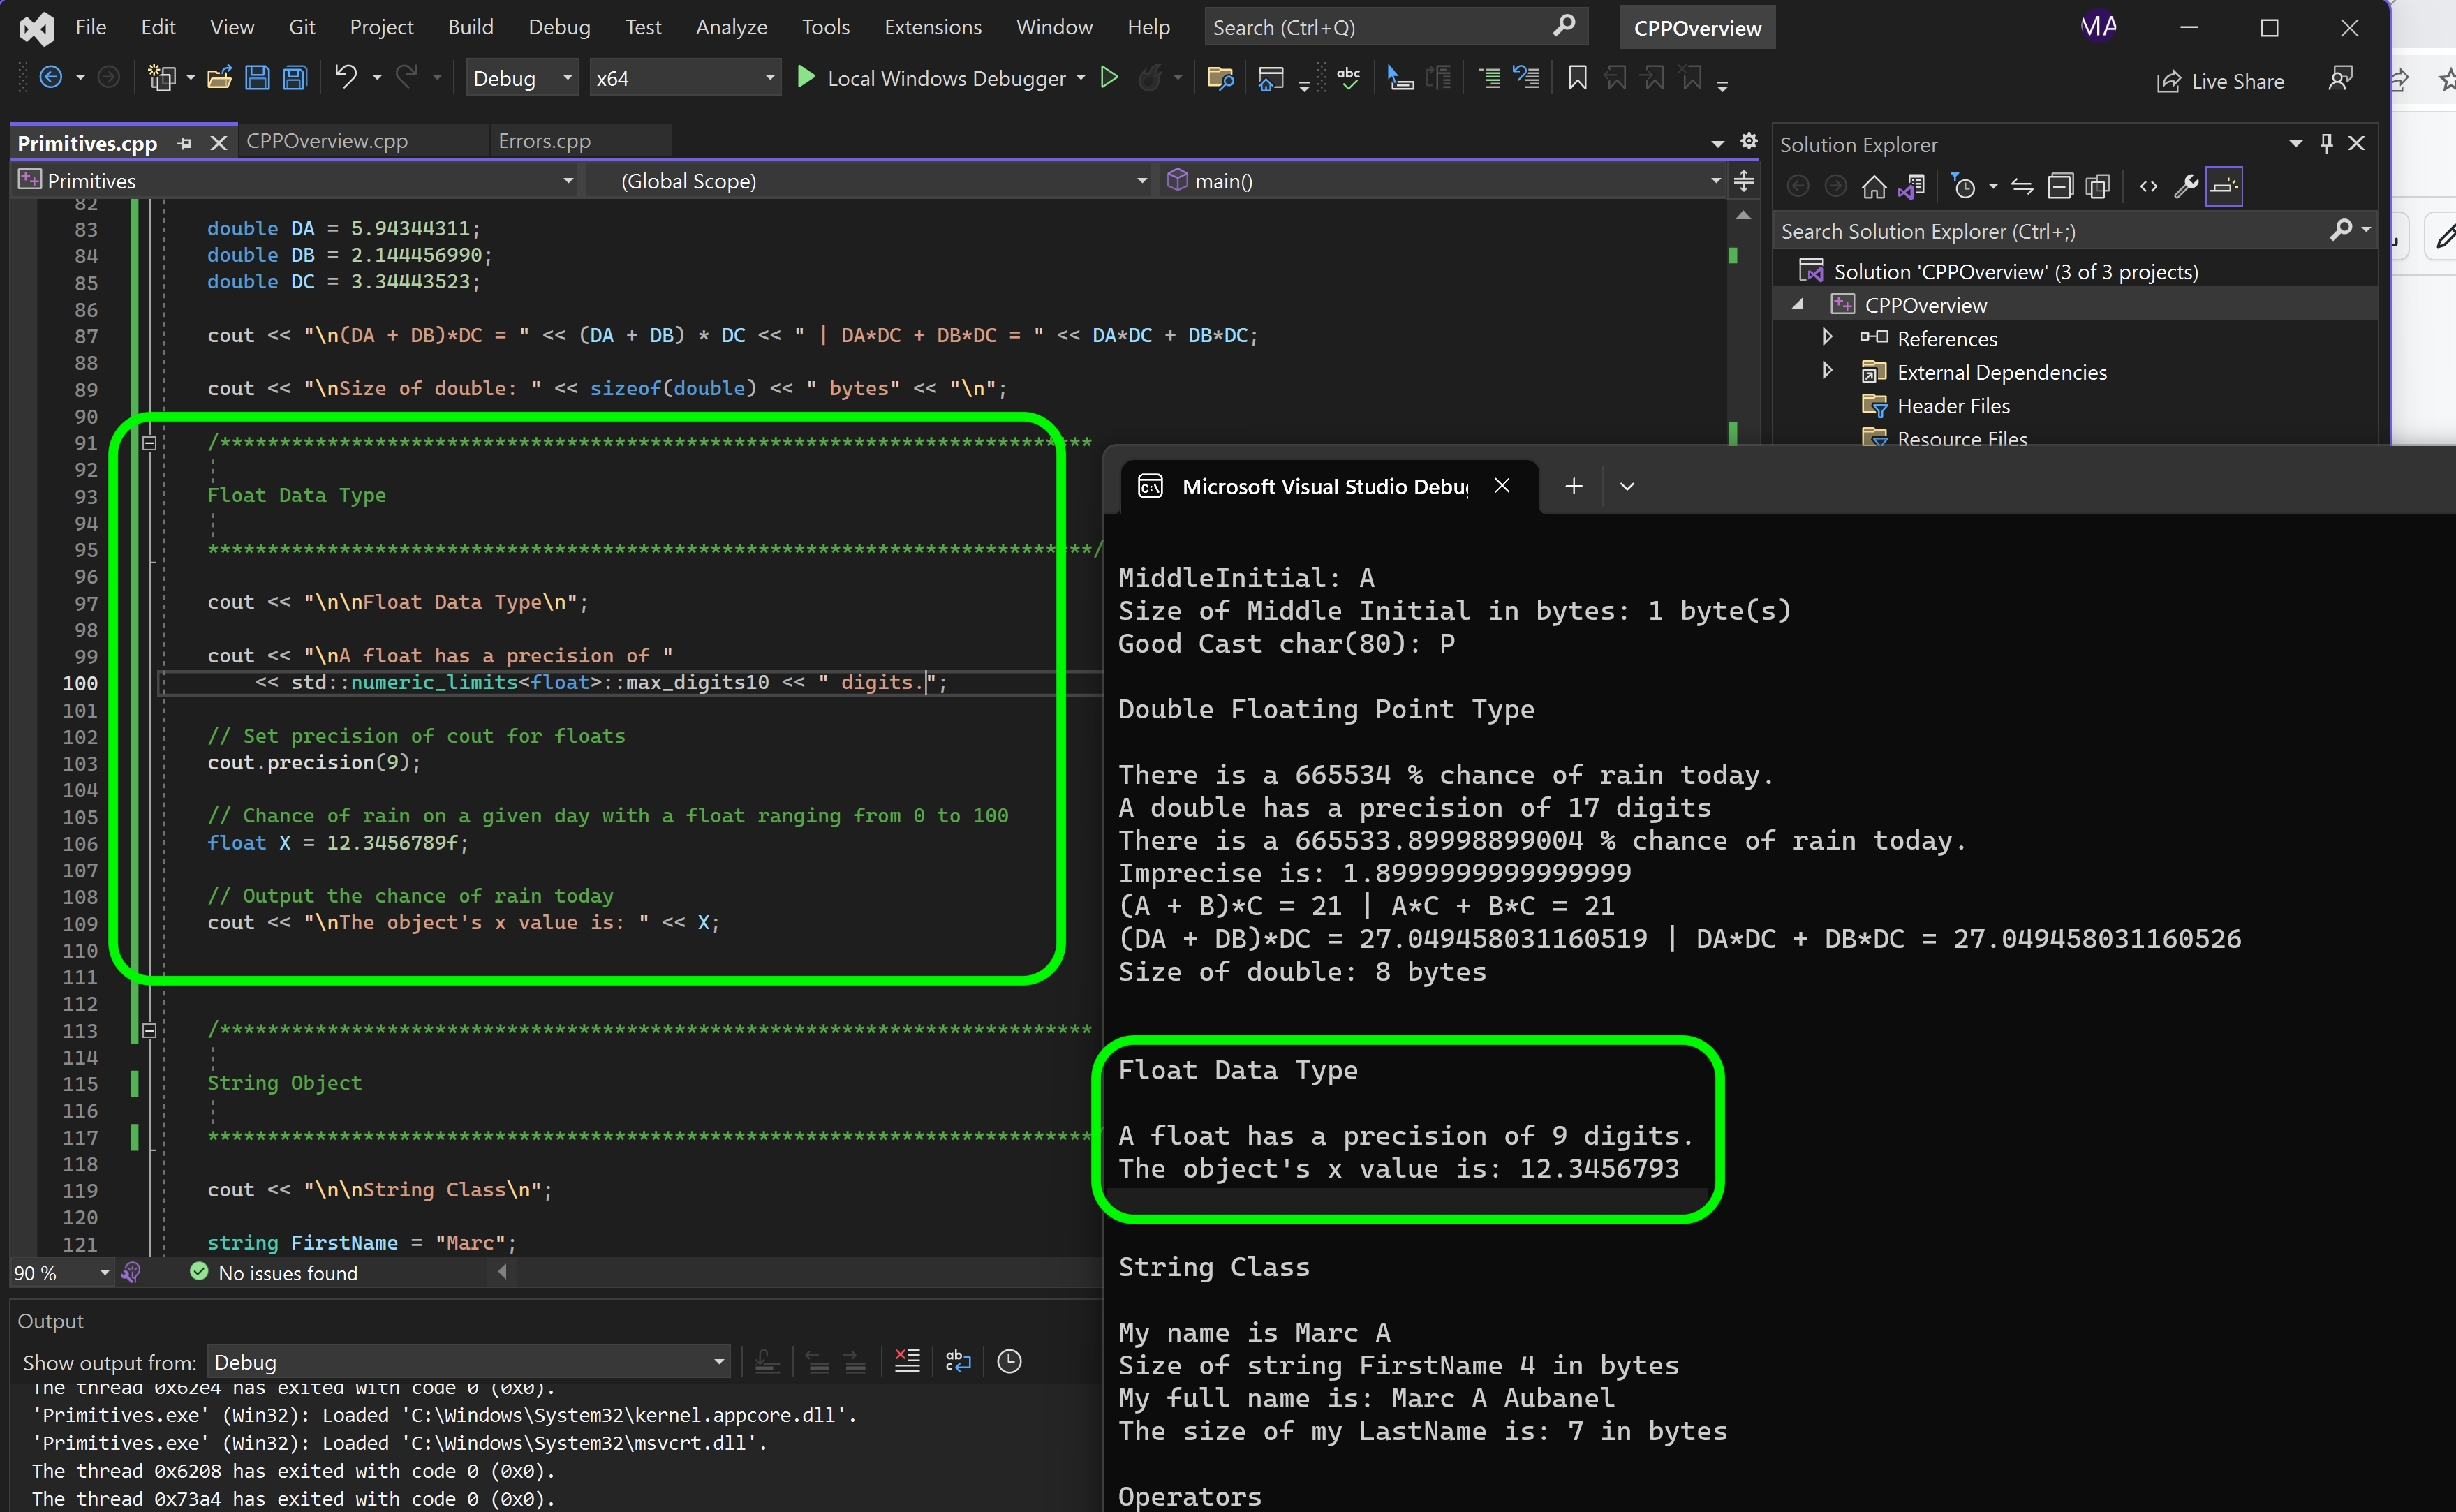 File Edit View Git Project Build Debug Test Analyze Tools Extensions Window Help Search (Ctrl+Q) CPPOverview MA
Debug x64 Local Windows Debugger Live Share
Primitives.cpp CPPOverview.cpp Errors.cpp
Primitives (Global Scope) main()
82
83 double DA = 5.94344311;
84 double DB = 2.144456990;
85 double DC = 3.34443523;
86
87 cout << "\n(DA + DB)*DC = " << (DA + DB) * DC << " | DA*DC + DB*DC = " << DA*DC + DB*DC;
88
89 cout << "\nSize of double: " << sizeof(double) << " bytes" << "\n";
90
91 /*************************************************************************
92
93 Float Data Type
94
95 **************************************************************************/
96
97 cout << "\n\nFloat Data Type\n";
98
99 cout << "\nA float has a precision of "
100 << std::numeric_limits<float>::max_digits10 << " digits.";
101
102 // Set precision of cout for floats
103 cout.precision(9);
104
105 // Chance of rain on a given day with a float ranging from 0 to 100
106 float X = 12.3456789f;
107
108 // Output the chance of rain today
109 cout << "\nThe object's x value is: " << X;
110
111
112
113 /*************************************************************************
114
115 String Object
116
117 **************************************************************************/
118
119 cout << "\n\nString Class\n";
120
121 string FirstName = "Marc";
90 % No issues found
Output
Show output from: Debug
The thread 0x62e4 has exited with code 0 (0x0).
'Primitives.exe' (Win32): Loaded 'C:\Windows\System32\kernel.appcore.dll'.
'Primitives.exe' (Win32): Loaded 'C:\Windows\System32\msvcrt.dll'.
The thread 0x6208 has exited with code 0 (0x0).
The thread 0x73a4 has exited with code 0 (0x0).
Solution Explorer
Search Solution Explorer (Ctrl+;)
Solution 'CPPOverview' (3 of 3 projects)
CPPOverview
References
External Dependencies
Header Files
Resource Files
Microsoft Visual Studio Debu
MiddleInitial: A
Size of Middle Initial in bytes: 1 byte(s)
Good Cast char(80): P
Double Floating Point Type
There is a 665534 % chance of rain today.
A double has a precision of 17 digits
There is a 665533.89998899004 % chance of rain today.
Imprecise is: 1.8999999999999999
(A + B)*C = 21 | A*C + B*C = 21
(DA + DB)*DC = 27.049458031160519 | DA*DC + DB*DC = 27.049458031160526
Size of double: 8 bytes
Float Data Type
A float has a precision of 9 digits.
The object's x value is: 12.3456793
String Class
My name is Marc A
Size of string FirstName 4 in bytes
My full name is: Marc A Aubanel
The size of my LastName is: 7 in bytes
Operators